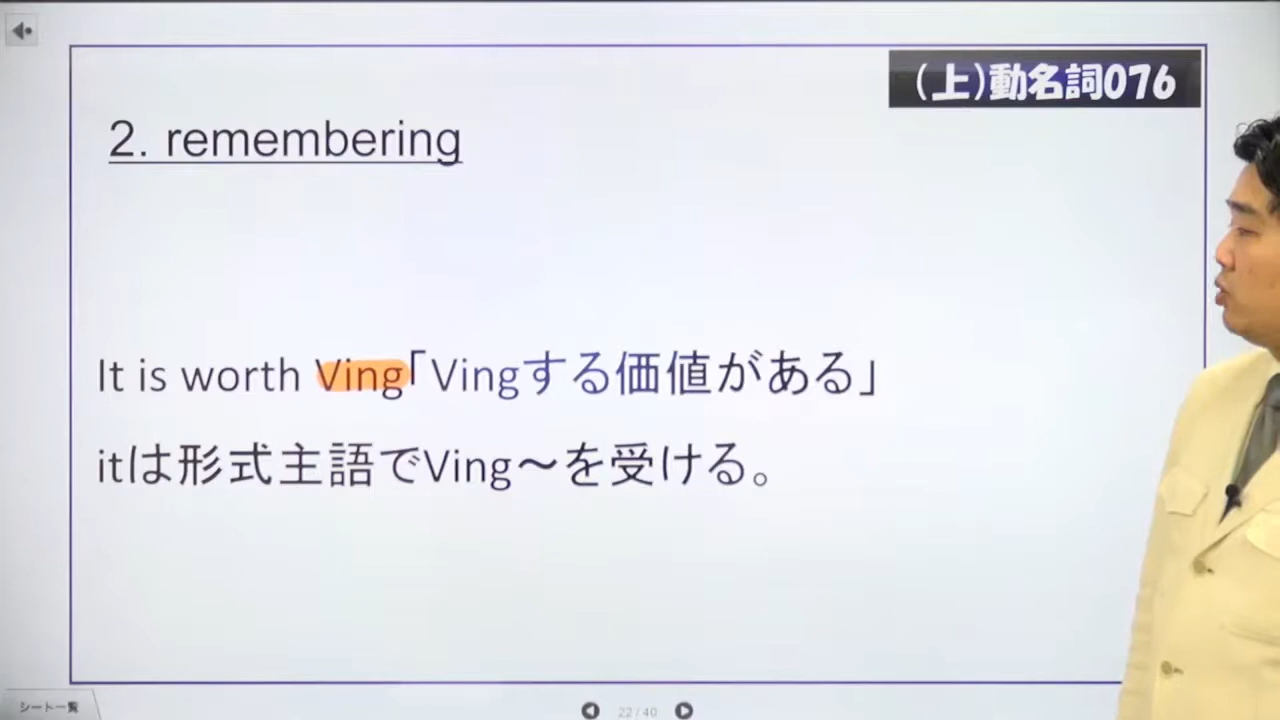 (上)動名詞076
2. remembering
It is worth Ving「Vingする価値がある」
itは形式主語でVing～を受ける。
シート一覧
22 / 40